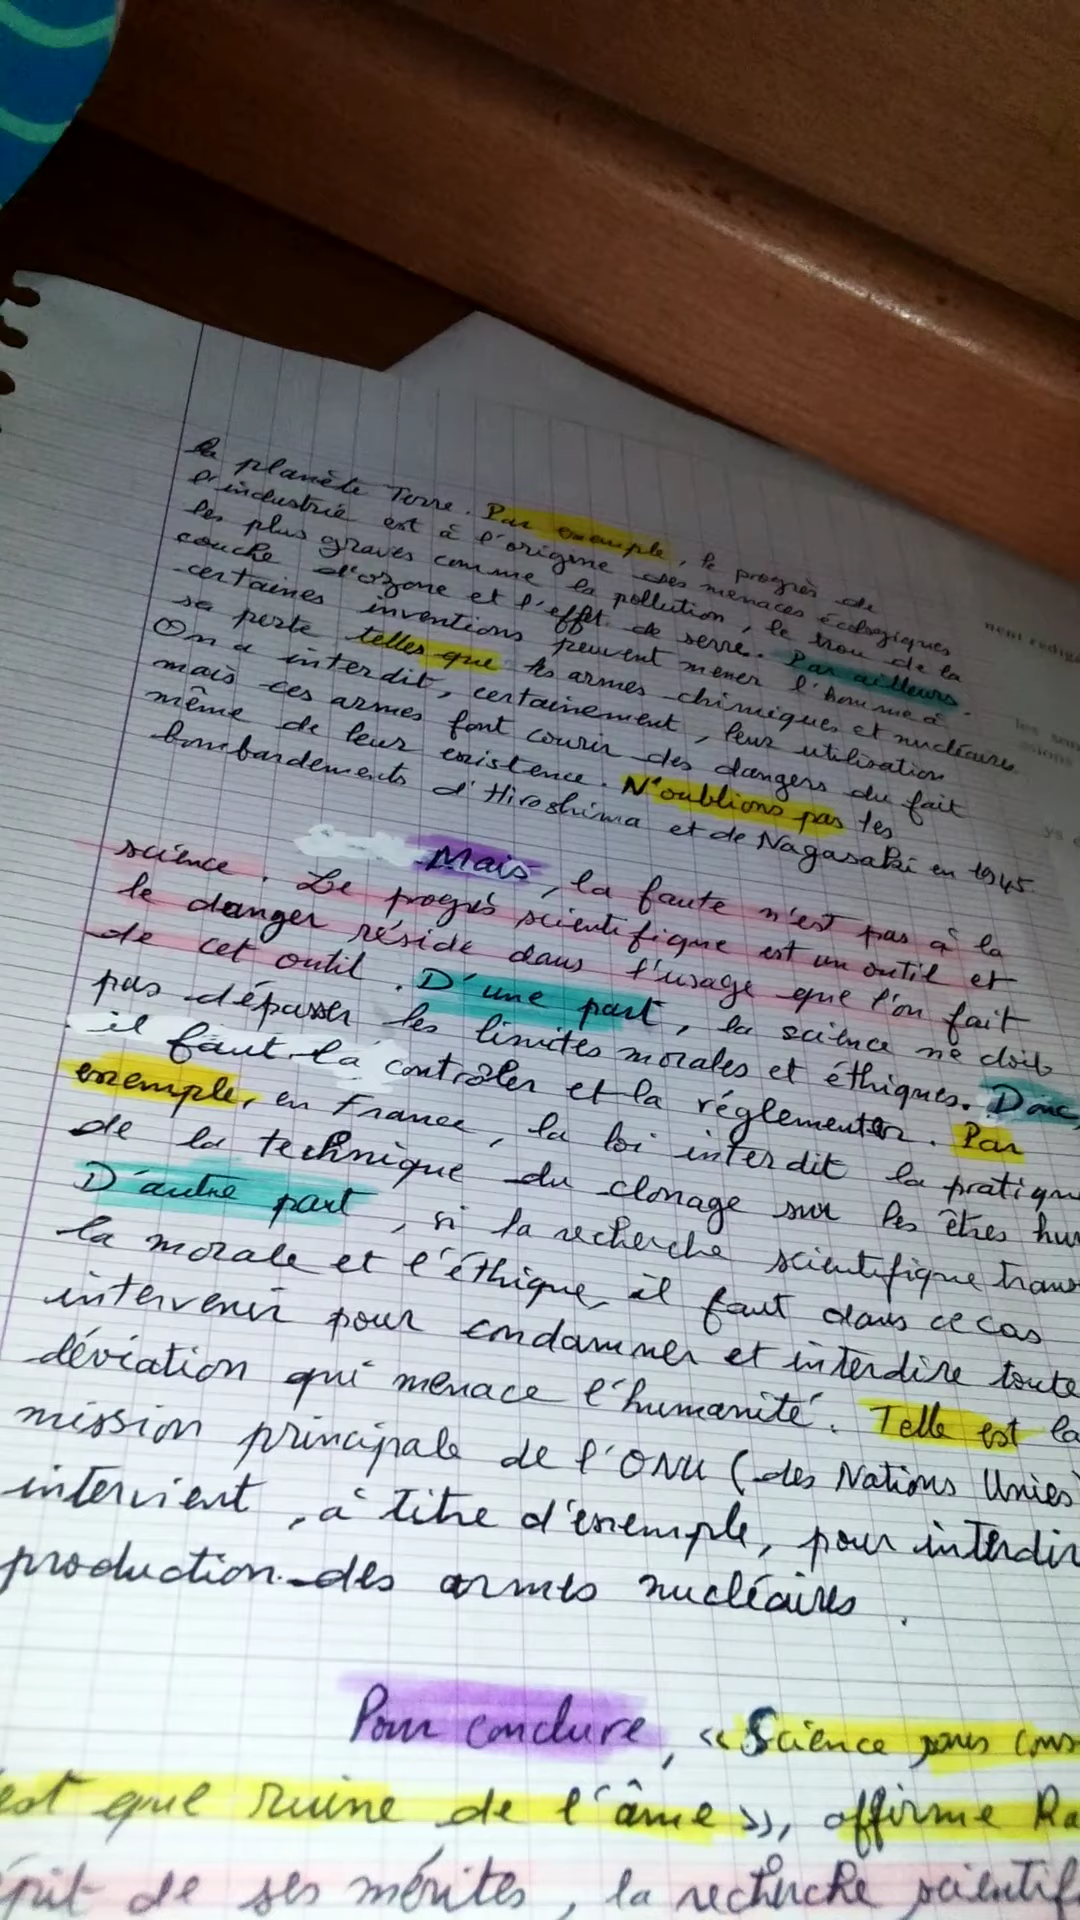 la planète Terre. Par exemple, le progrès de
l'industrie est à l'origine des menaces écologiques
les plus graves comme la pollution, le trou de la
couche d'ozone et l'effet de serre. Par ailleurs,
certaines inventions peuvent mener l'homme à
sa perte telles que les armes chimiques et nucléaires.
On a interdit, certainement, leur utilisation
mais ces armes font courir des dangers du fait
même de leur existence. N'oublions pas les
bombardements d'Hiroshima et de Nagasaki en 1945.
Mais, la faute n'est pas à la
science. Le progrès scientifique est un outil et
le danger réside dans l'usage que l'on fait
de cet outil. D'une part, la science ne doit
pas dépasser les limites morales et éthiques. Donc,
il faut la contrôler et la réglementer. Par
exemple, en France, la loi interdit la pratique
de la technique du clonage sur les êtres hum
D'autre part, si la recherche scientifique trans
la morale et l'éthique, il faut dans ce cas
intervenir pour condamner et interdire toute
déviation qui menace l'humanité. Telle est la
mission principale de l'ONU (des Nations Unies)
intervient, à titre d'exemple, pour interdir
production des armes nucléaires.
Pour conclure, « Science sans cons
est que ruine de l'âme », affirme Ra
pit de ses mérites, la recherche scientif